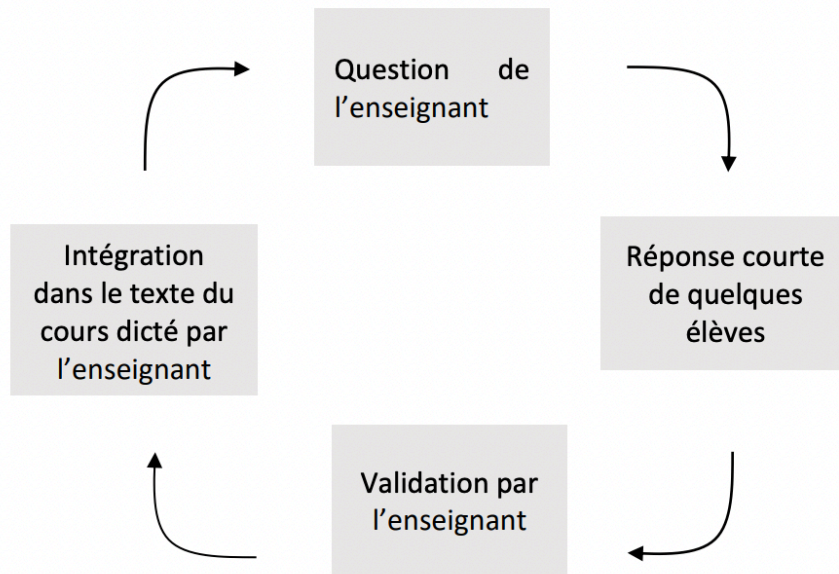 Question de
l’enseignant
Réponse courte
de quelques
élèves
Validation par
l’enseignant
Intégration
dans le texte du
cours dicté par
l’enseignant